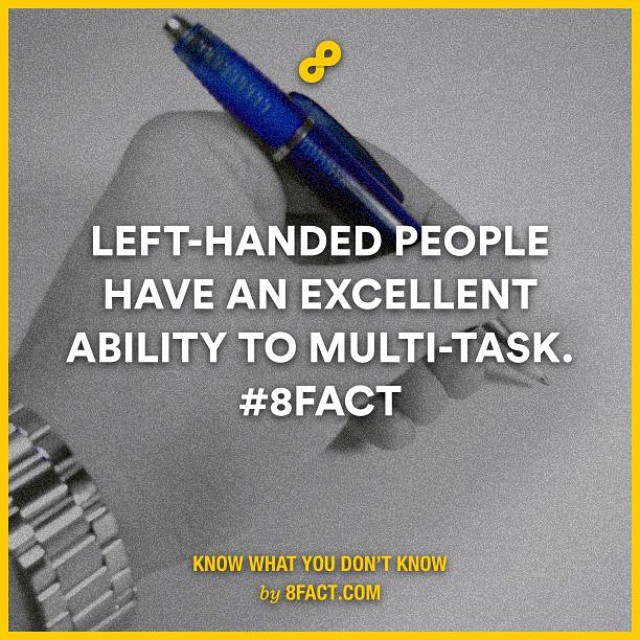 LEFT-HANDED PEOPLE
HAVE AN EXCELLENT
ABILITY TO MULTI-TASK.
#8FACT
KNOW WHAT YOU DON'T KNOW
by 8FACT.COM